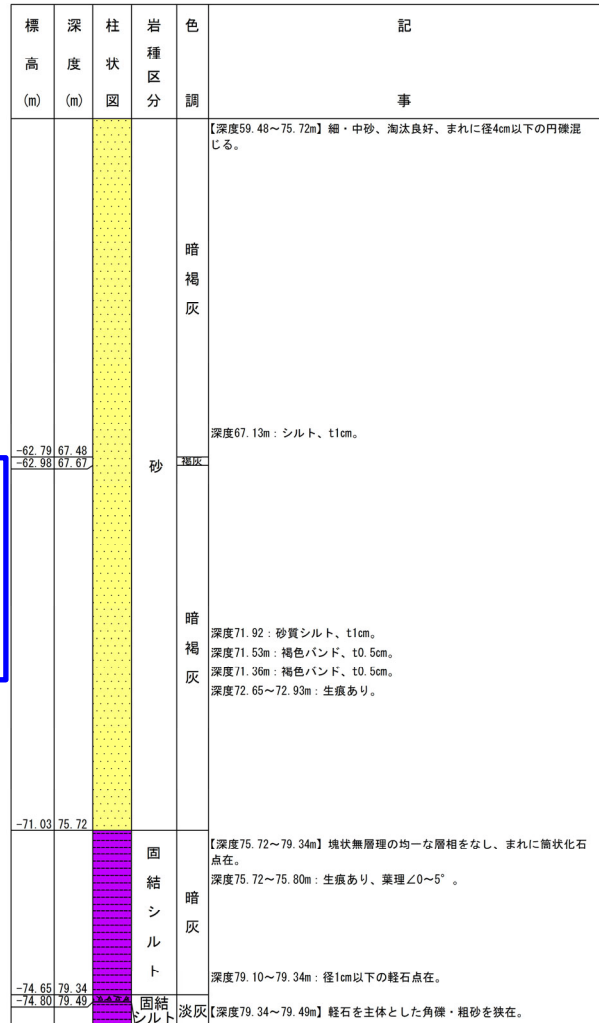 標高(m) 深度(m) 柱状図 岩種区分 色調 記事
【深度59.48～75.72m】細・中砂、淘汰良好、まれに径4cm以下の円礫混
じる。
暗褐灰
深度67.13m：シルト、t1cm。
-62.79 67.48
-62.98 67.67 砂 褐灰
暗褐灰
深度71.92：砂質シルト、t1cm。
深度71.53m：褐色バンド、t0.5cm。
深度71.36m：褐色バンド、t0.5cm。
深度72.65～72.93m：生痕あり。
-71.03 75.72
【深度75.72～79.34m】塊状無層理の均一な層相をなし、まれに筒状化石
点在。
固結シルト 暗灰
深度75.72～75.80m：生痕あり、葉理∠0～5°。
深度79.10～79.34m：径1cm以下の軽石点在。
-74.65 79.34
-74.80 79.49 固結
シルト 淡灰 【深度79.34～79.49m】軽石を主体とした角礫・粗砂を狭在。